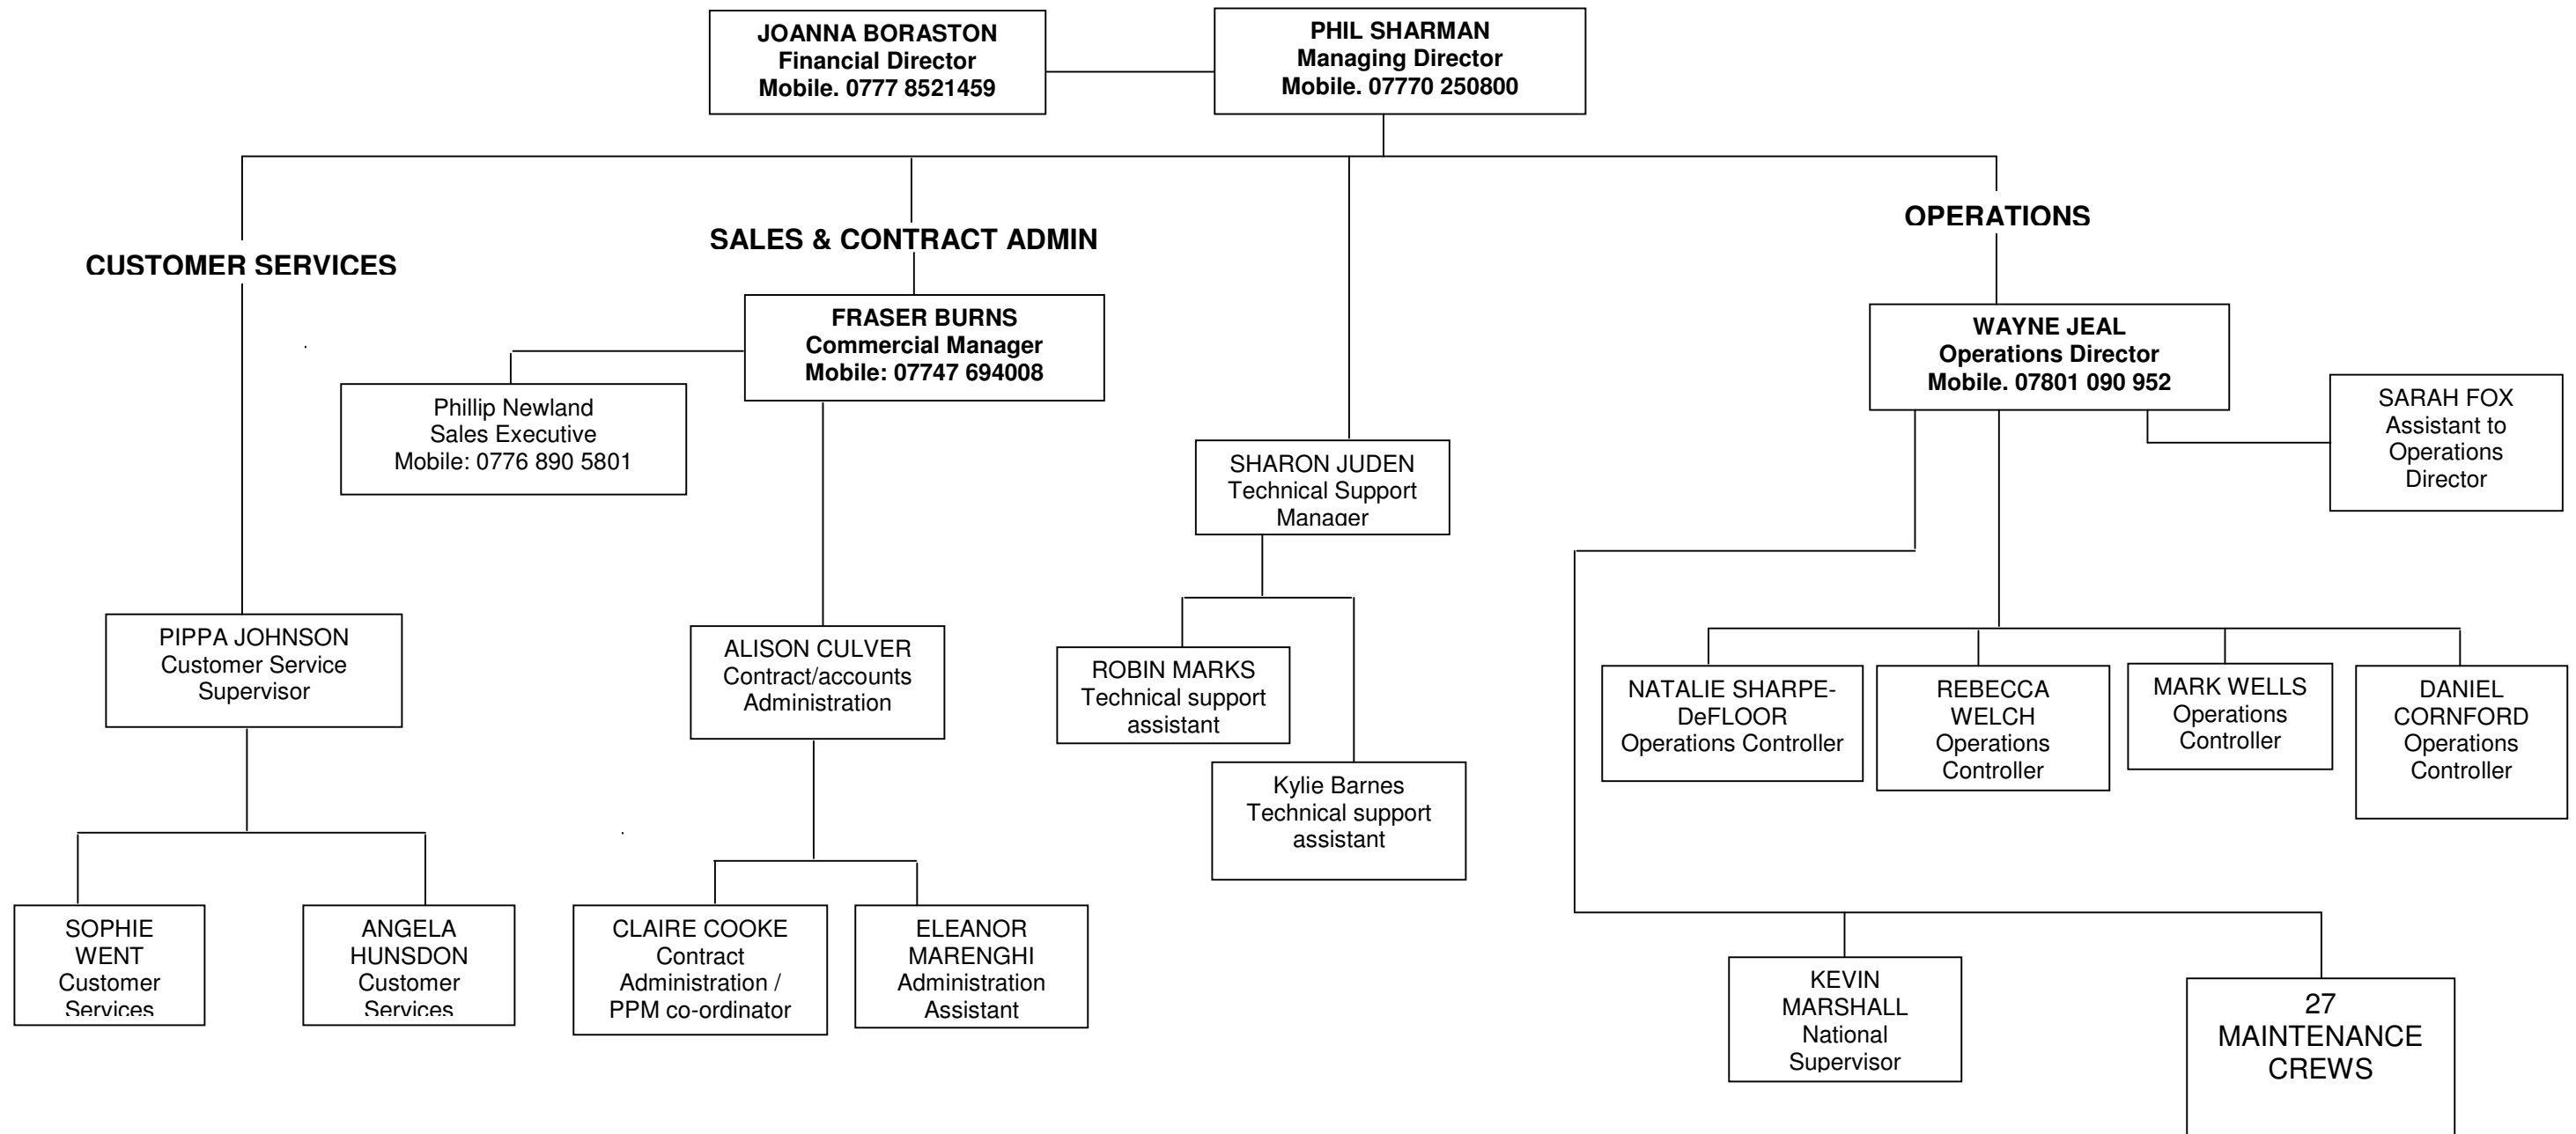 JOANNA BORASTON
Financial Director
Mobile. 0777 8521459
PHIL SHARMAN
Managing Director
Mobile. 07770 250800
CUSTOMER SERVICES
SALES & CONTRACT ADMIN
OPERATIONS
FRASER BURNS
Commercial Manager
Mobile: 07747 694008
WAYNE JEAL
Operations Director
Mobile. 07801 090 952
Phillip Newland
Sales Executive
Mobile: 0776 890 5801
SARAH FOX
Assistant to
Operations
Director
SHARON JUDEN
Technical Support
Manager
PIPPA JOHNSON
Customer Service
Supervisor
ALISON CULVER
Contract/accounts
Administration
ROBIN MARKS
Technical support
assistant
Kylie Barnes
Technical support
assistant
NATALIE SHARPE-
DeFLOOR
Operations Controller
REBECCA
WELCH
Operations
Controller
MARK WELLS
Operations
Controller
DANIEL
CORNFORD
Operations
Controller
SOPHIE
WENT
Customer
Services
ANGELA
HUNSDON
Customer
Services
CLAIRE COOKE
Contract
Administration /
PPM co-ordinator
ELEANOR
MARENGHI
Administration
Assistant
KEVIN
MARSHALL
National
Supervisor
27
MAINTENANCE
CREWS